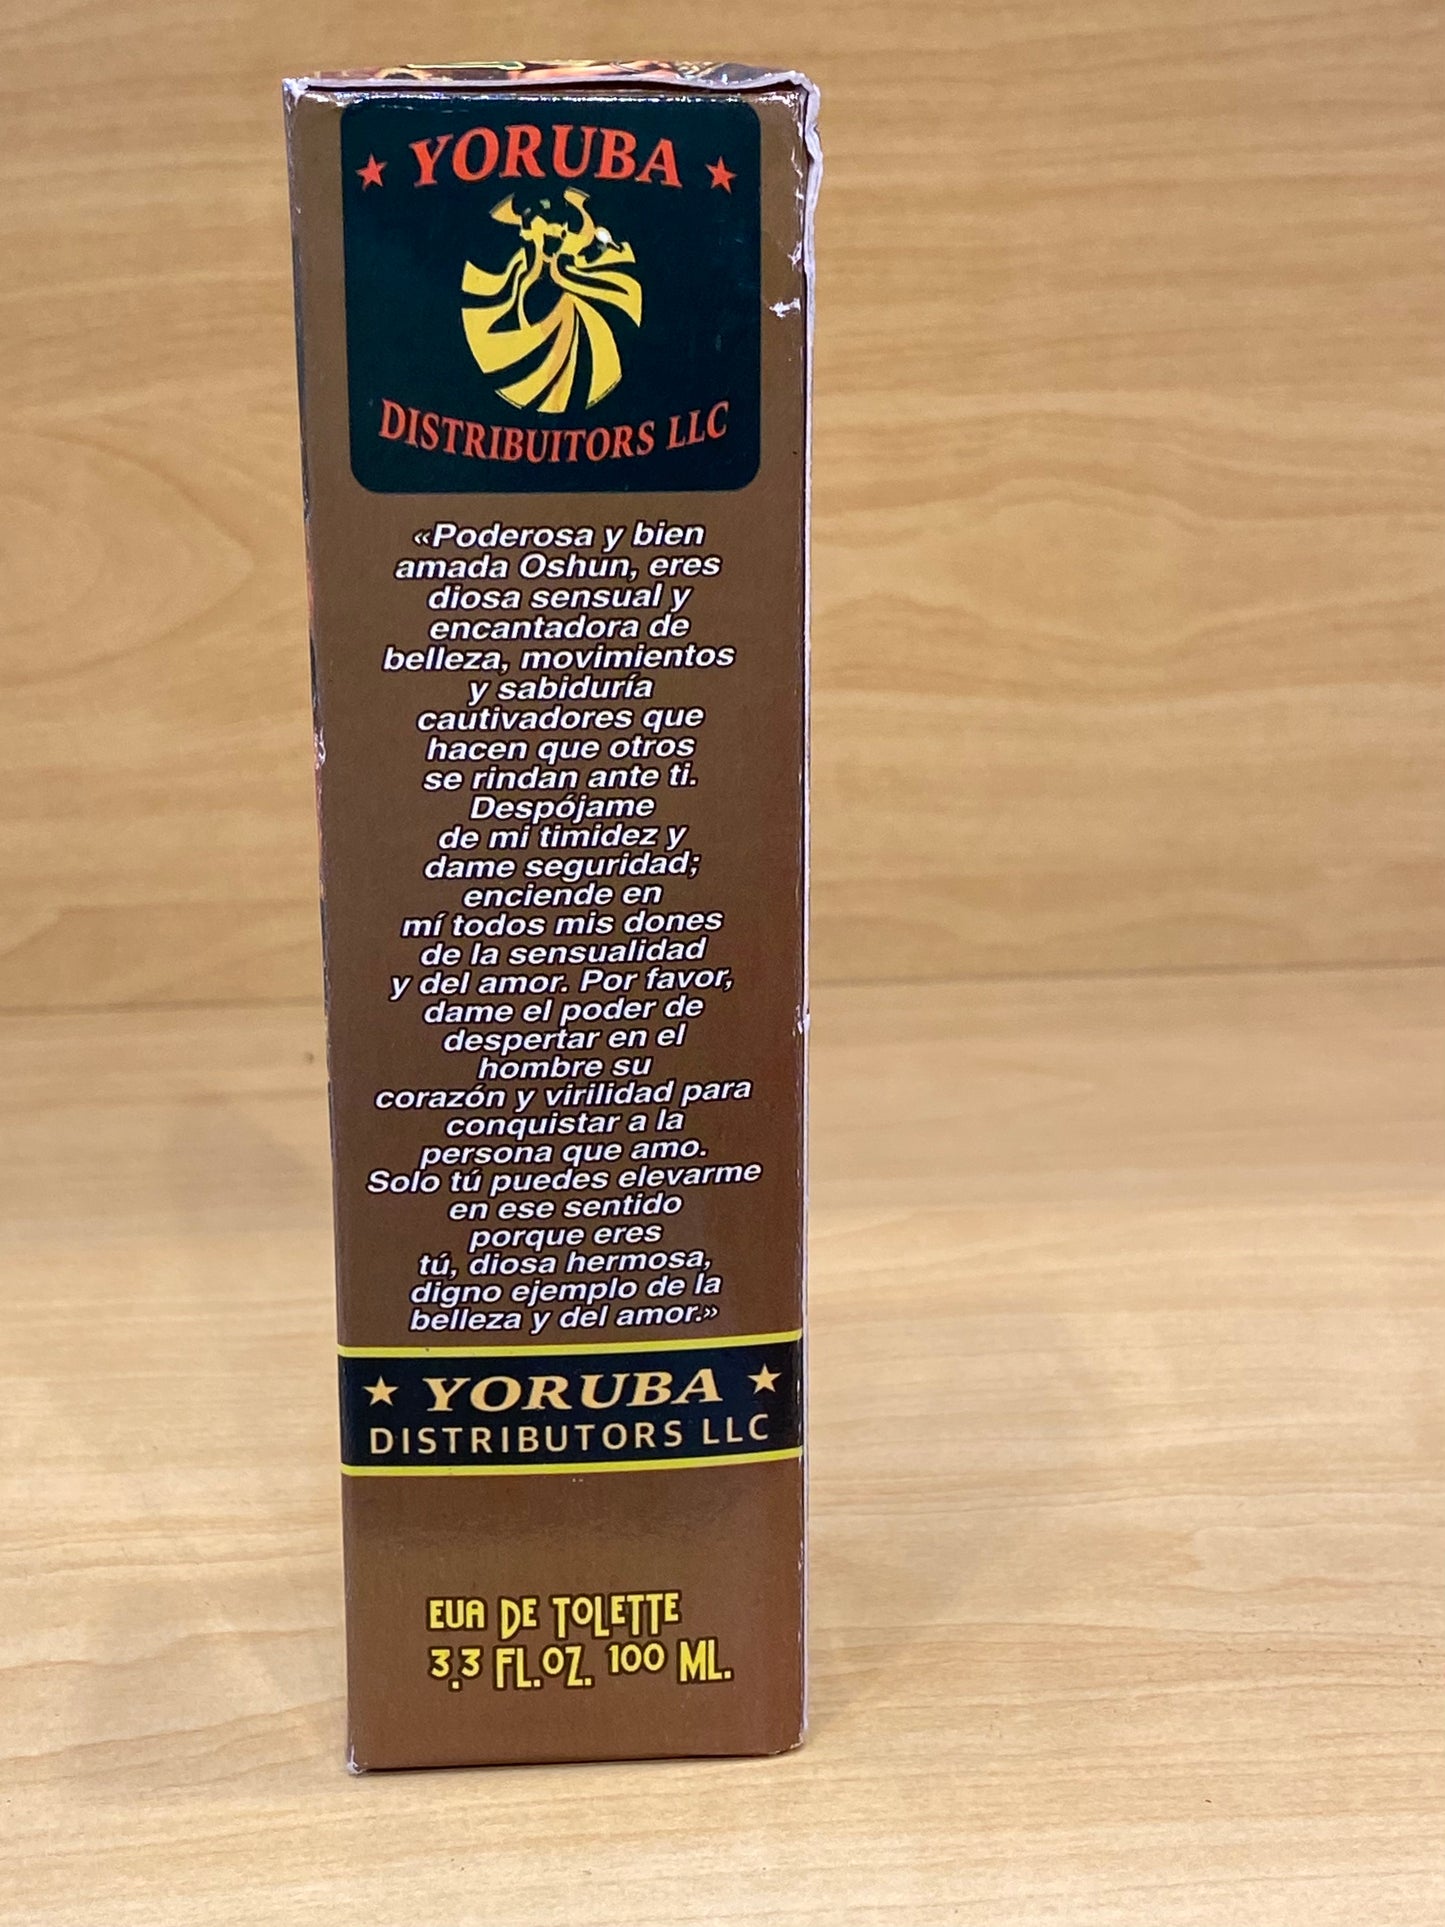 ★ YORUBA ★
DISTRIBUITORS LLC
«Poderosa y bien
amada Oshun, eres
diosa sensual y
encantadora de
belleza, movimientos
y sabiduría
cautivadores que
hacen que otros
se rindan ante ti.
Despójame
de mi timidez y
dame seguridad;
enciende en
mí todos mis dones
de la sensualidad
y del amor. Por favor,
dame el poder de
despertar en el
hombre su
corazón y virilidad para
conquistar a la
persona que amo.
Solo tú puedes elevarme
en ese sentido
porque eres
tú, diosa hermosa,
digno ejemplo de la
belleza y del amor.»
★ YORUBA ★
DISTRIBUTORS LLC
EUA DE TOLETTE
3.3 FL.OZ. 100 ML.